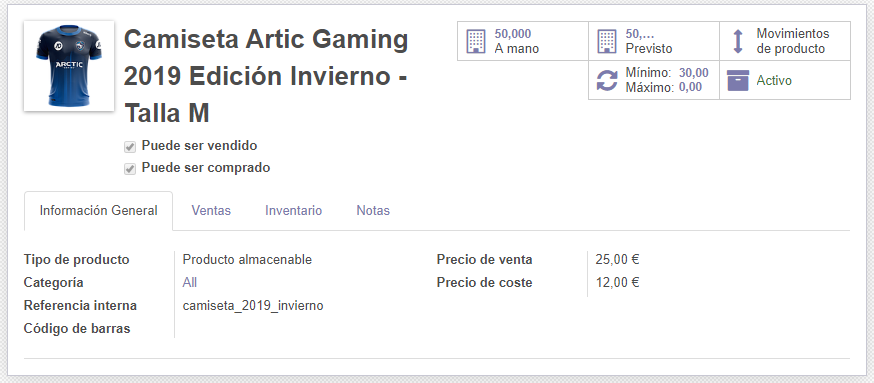 Camiseta Artic Gaming
2019 Edición Invierno -
Talla M
Puede ser vendido
Puede ser comprado
50,000
A mano
50,...
Previsto
Movimientos
de producto
Mínimo: 30,00
Máximo: 0,00
Activo
ARCTIC
Información General
Ventas
Inventario
Notas
Tipo de producto Producto almacenable
Categoría All
Referencia interna camiseta_2019_invierno
Código de barras
Precio de venta 25,00 €
Precio de coste 12,00 €